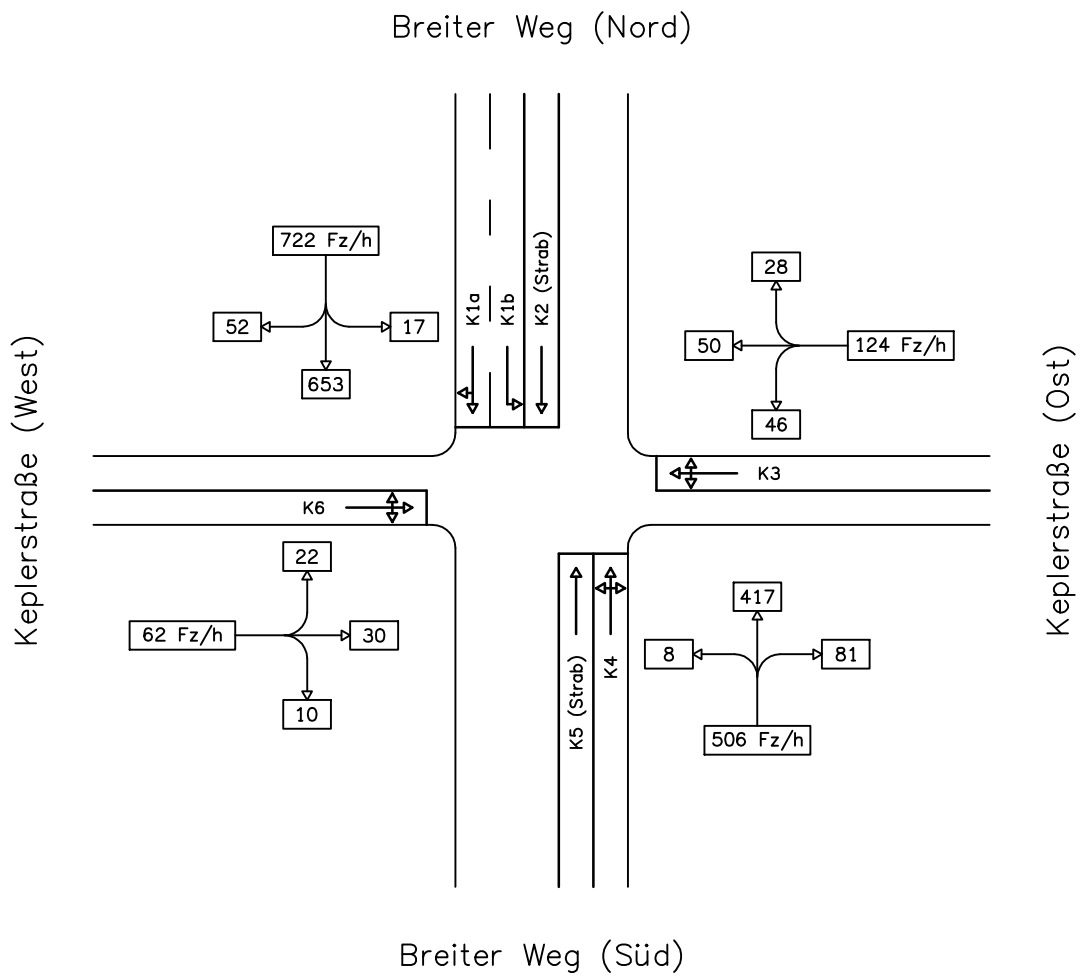 Breiter Weg (Nord)
722 Fz/h
52
17
653
K1a
K1b
K2 (Strab)
28
50
124 Fz/h
46
Keplerstraße (West)
Keplerstraße (Ost)
K3
K6
22
62 Fz/h
30
10
K5 (Strab)
K4
417
8
81
506 Fz/h
Breiter Weg (Süd)